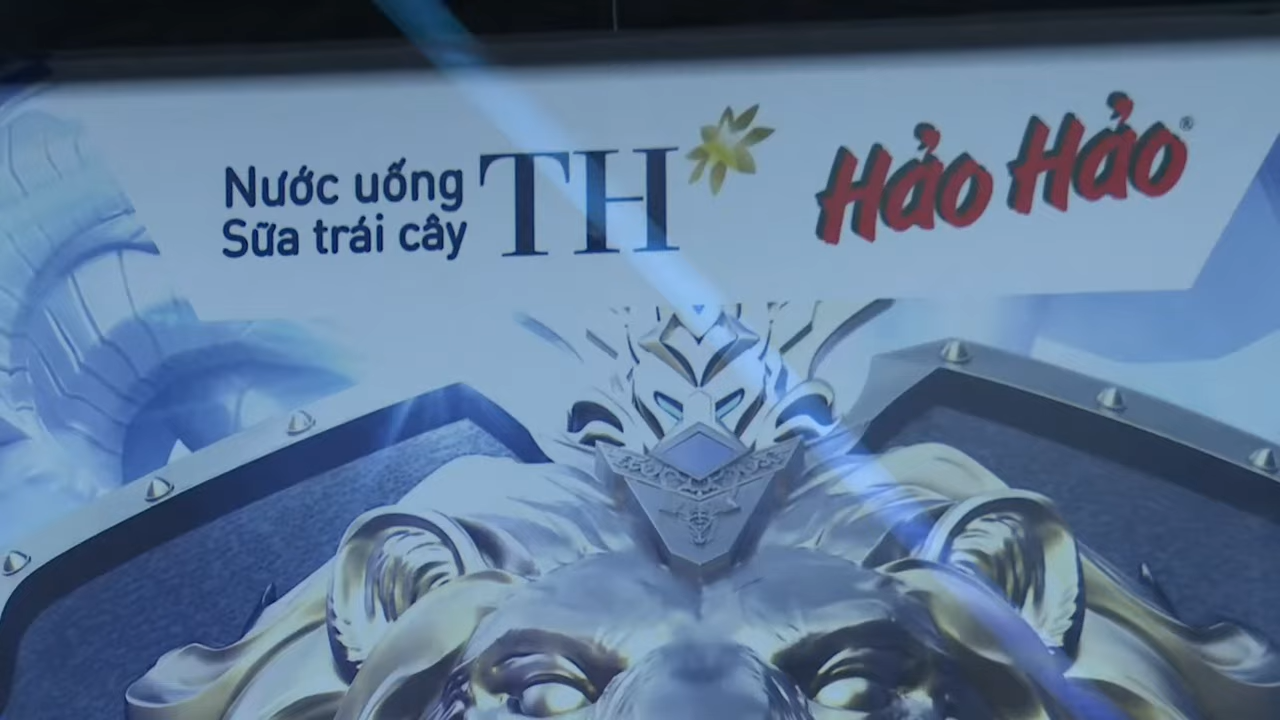 Nước uống
Sữa trái cây
TH
Hảo Hảo®